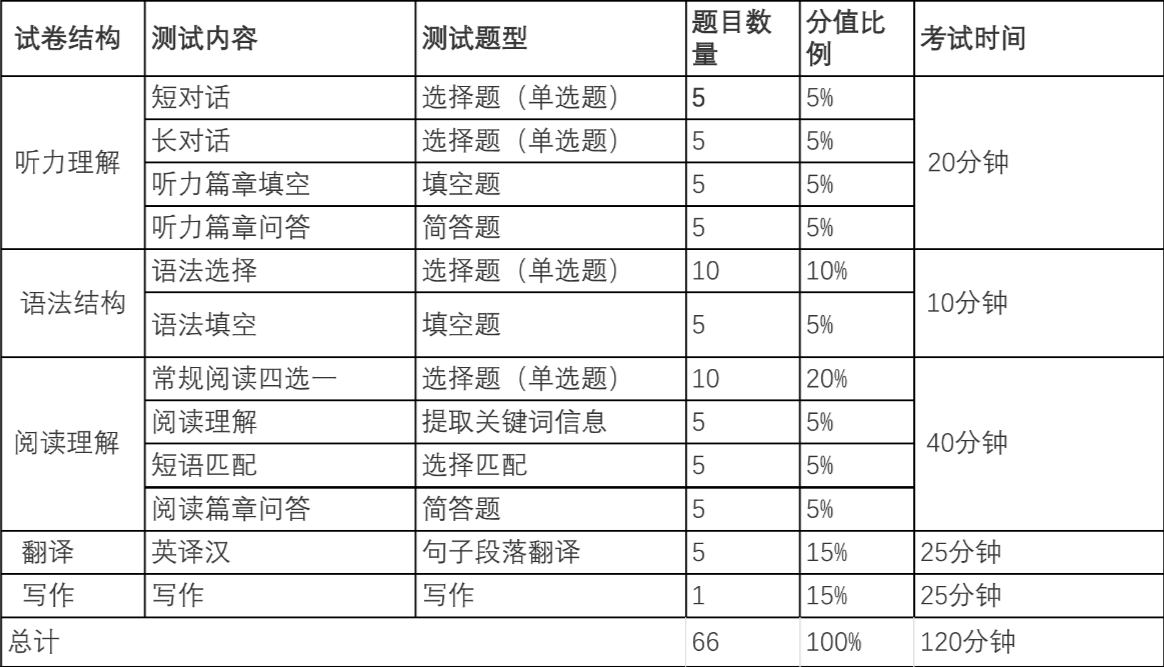 试卷结构 测试内容 测试题型 题目数量 分值比例 考试时间
听力理解 短对话 选择题（单选题） 5 5% 20分钟
长对话 选择题（单选题） 5 5%
听力篇章填空 填空题 5 5%
听力篇章问答 简答题 5 5%
语法结构 语法选择 选择题（单选题） 10 10% 10分钟
语法填空 填空题 5 5%
阅读理解 常规阅读四选一 选择题（单选题） 10 20% 40分钟
阅读理解 提取关键词信息 5 5%
短语匹配 选择匹配 5 5%
阅读篇章问答 简答题 5 5%
翻译 英译汉 句子段落翻译 5 15% 25分钟
写作 写作 写作 1 15% 25分钟
总计 66 100% 120分钟